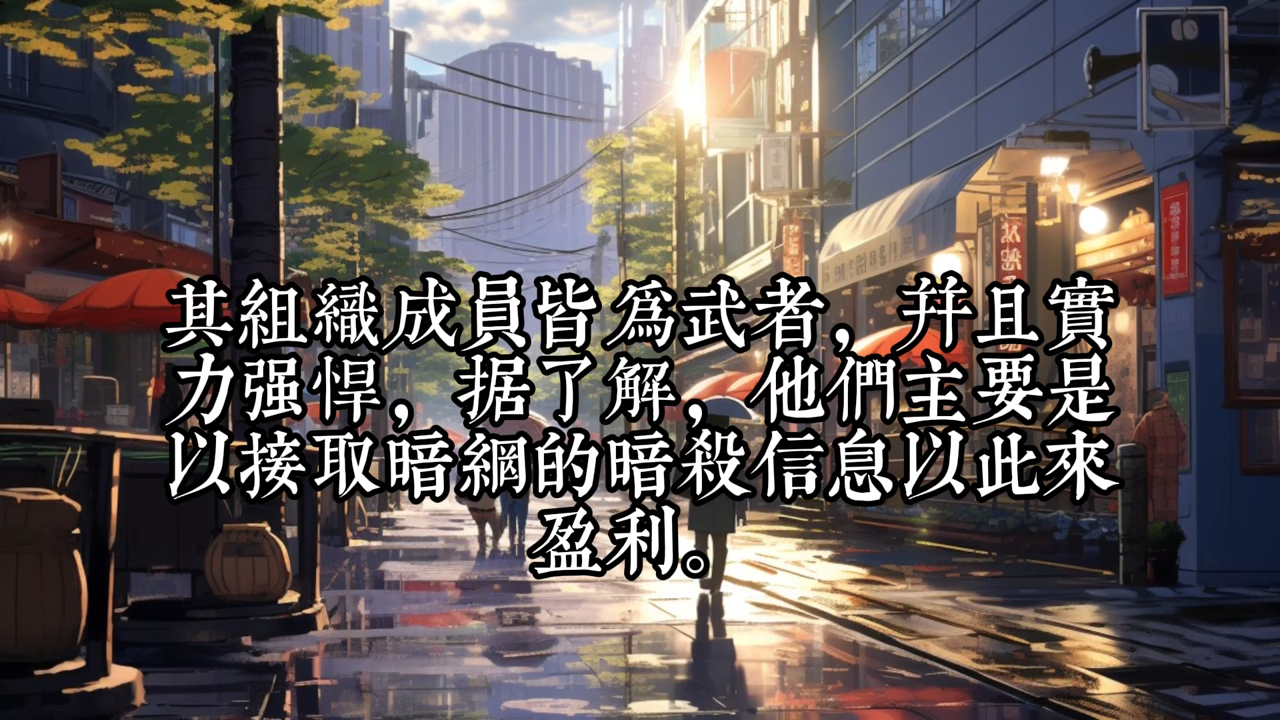 其組織成員皆爲武者，并且實
力强悍，据了解，他們主要是
以接取暗網的暗殺信息以此來
盈利。